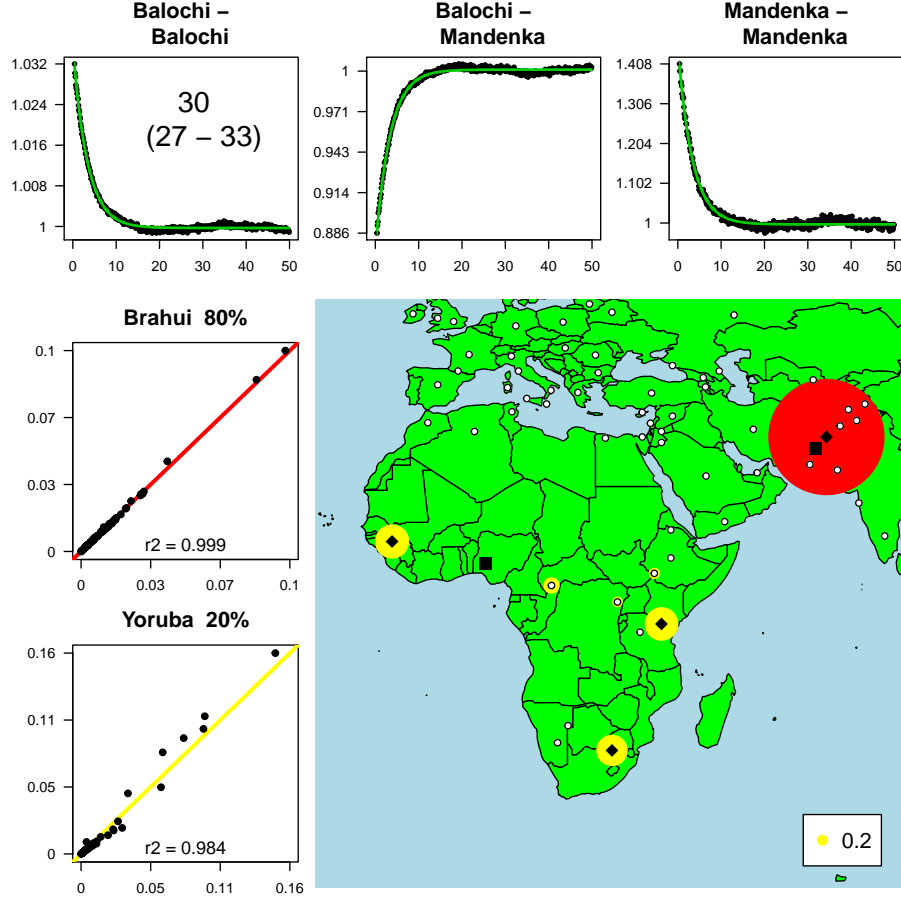 Balochi –
Balochi
Balochi –
Mandenka
Mandenka –
Mandenka
1.032
1.024
1.016
1.008
1
30
(27 – 33)
0 10 20 30 40 50
1
0.971
0.943
0.914
0.886
0 10 20 30 40 50
1.408
1.306
1.204
1.102
1
0 10 20 30 40 50
Brahui 80%
0.1
0.07
0.03
0
r2 = 0.999
0 0.03 0.07 0.1
Yoruba 20%
0.16
0.11
0.05
0
r2 = 0.984
0 0.05 0.11 0.16
0.2